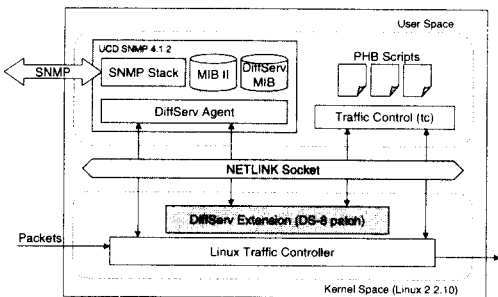 User Space
UCD SNMP 4.1.2
SNMP
SNMP Stack
MIB II
DiffServ
MIB
PHB Scripts
DiffServ Agent
Traffic Control (tc)
NETLINK Socket
DiffServ Extension (DS-8 patch)
Packets
Linux Traffic Controller
Kernel Space (Linux 2 2.10)